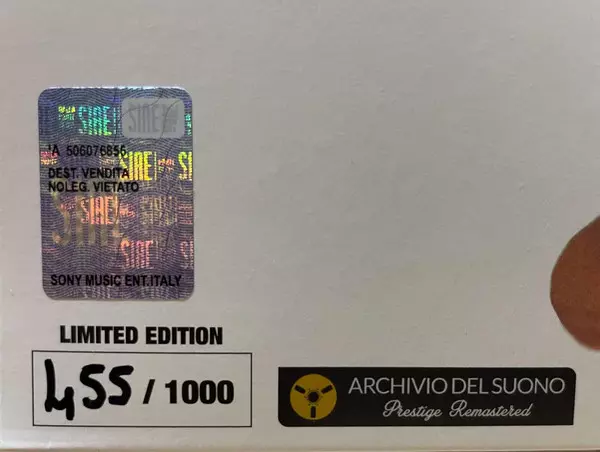 SIAE
IA 506076856
DEST. VENDITA
NOLEG. VIETATO
SONY MUSIC ENT.ITALY
LIMITED EDITION
455 / 1000
ARCHIVIO DEL SUONO
Prestige Remastered